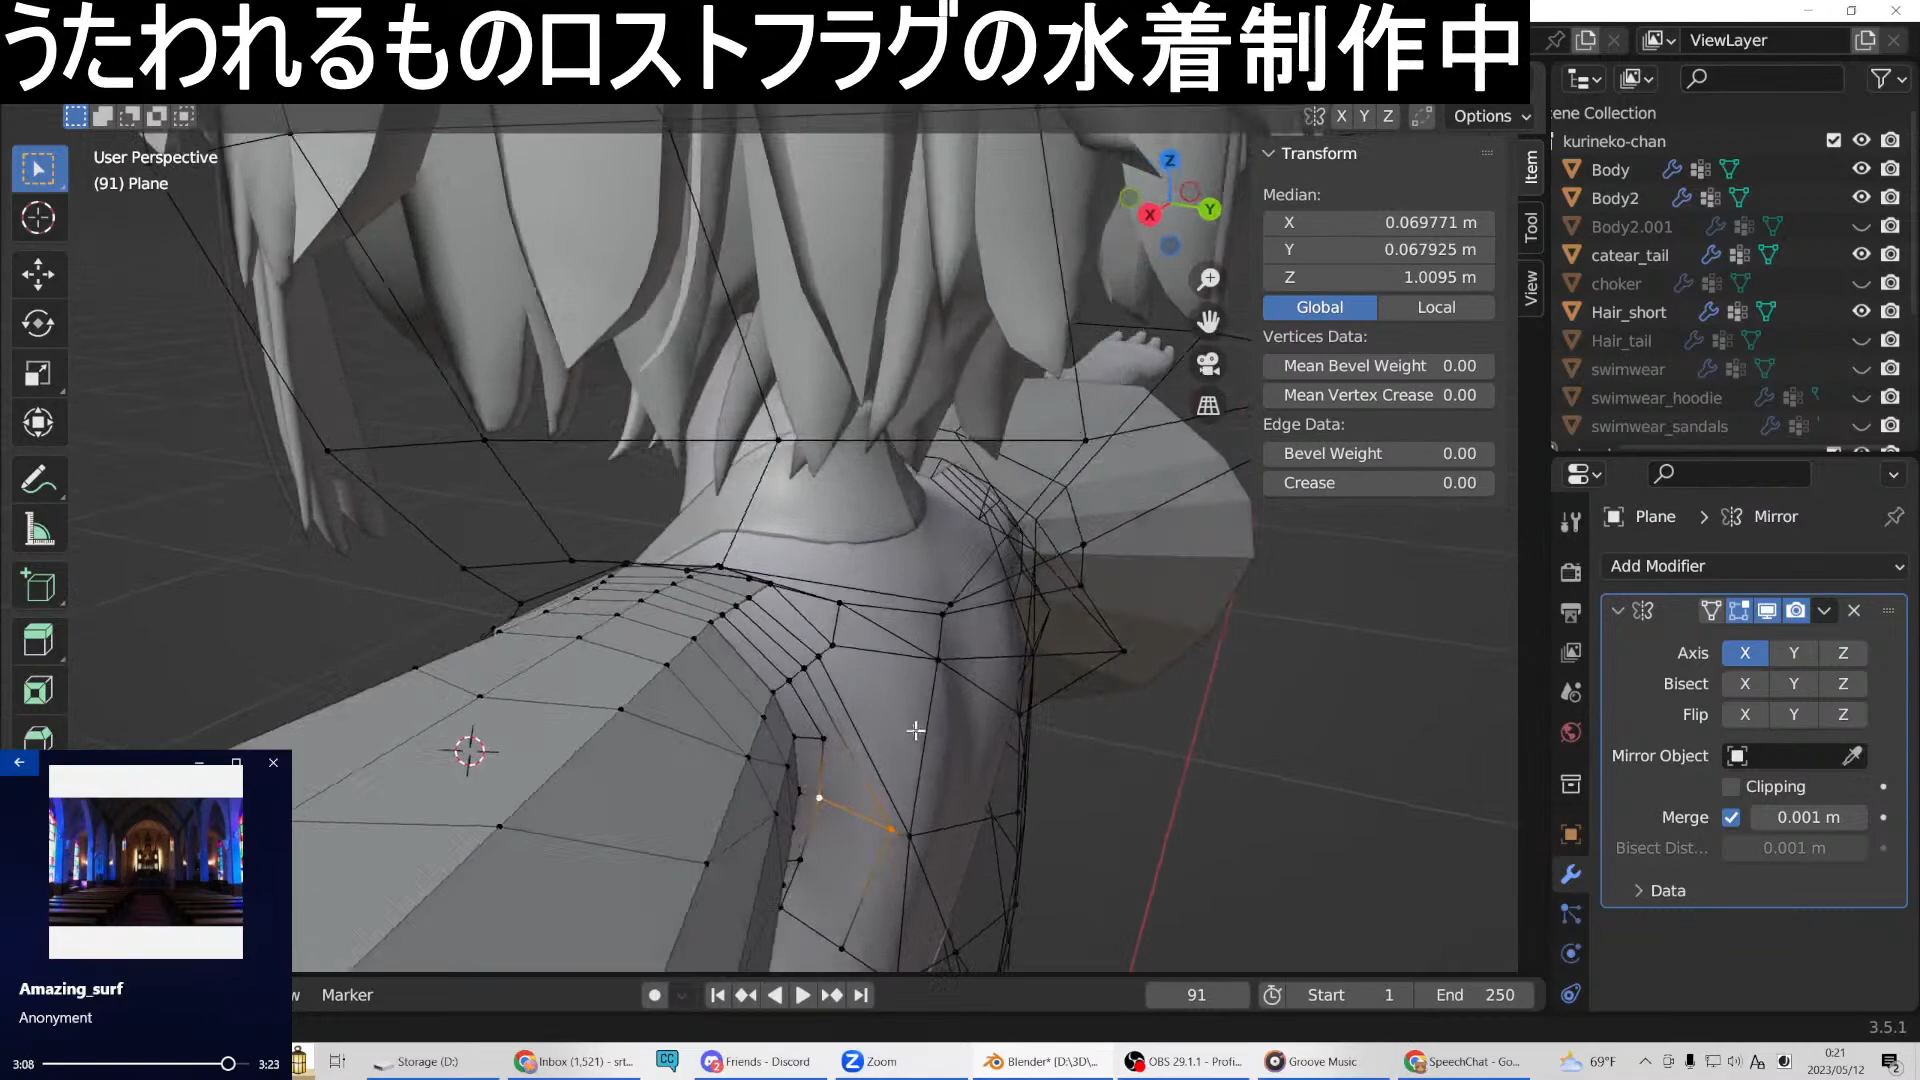 うたわれるものロストフラグの水着制作中
ViewLayer
X Y Z Options
User Perspective
(91) Plane
Transform
Median:
X 0.069771 m
Y 0.067925 m
Z 1.0095 m
Global Local
Vertices Data:
Mean Bevel Weight 0.00
Mean Vertex Crease 0.00
Edge Data:
Bevel Weight 0.00
Crease 0.00
Item
Tool
View
Z
X
Y
cene Collection
kurineko-chan
Body
Body2
Body2.001
catear_tail
choker
Hair_short
Hair_tail
swimwear
swimwear_hoodie
swimwear_sandals
Plane > Mirror
Add Modifier
Axis X Y Z
Bisect X Y Z
Flip X Y Z
Mirror Object
Clipping
Merge 0.001 m
Bisect Dist... 0.001 m
Data
Marker
91 Start 1 End 250
3.5.1
Amazing_surf
Anonyment
3:08 3:23
Storage (D:)
Inbox (1,521) - srt...
CC
Friends - Discord
Zoom
Blender* [D:\3D\...
OBS 29.1.1 - Profi...
Groove Music
SpeechChat - Go...
69°F
0:21
2023/05/12
2